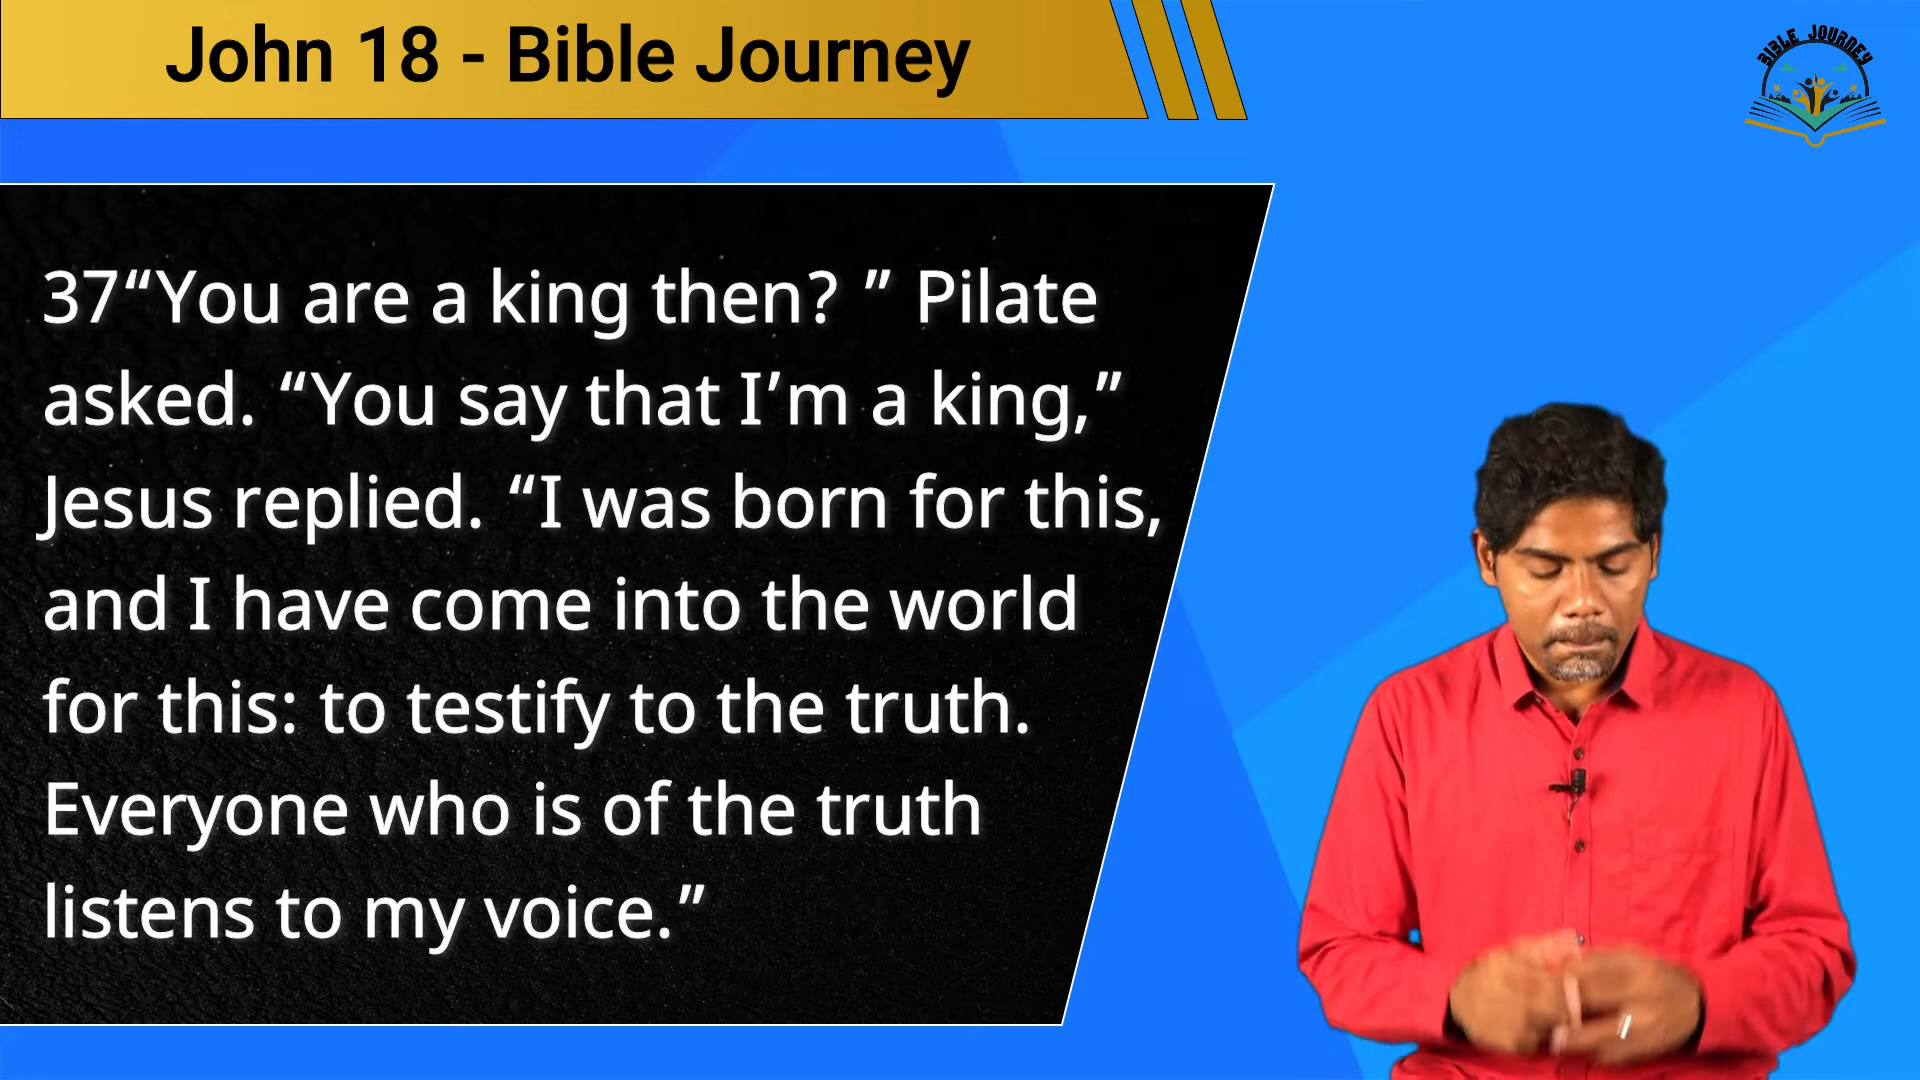 John 18 - Bible Journey
BIBLE JOURNEY
37“You are a king then? ” Pilate
asked. “You say that I’m a king,”
Jesus replied. “I was born for this,
and I have come into the world
for this: to testify to the truth.
Everyone who is of the truth
listens to my voice.”